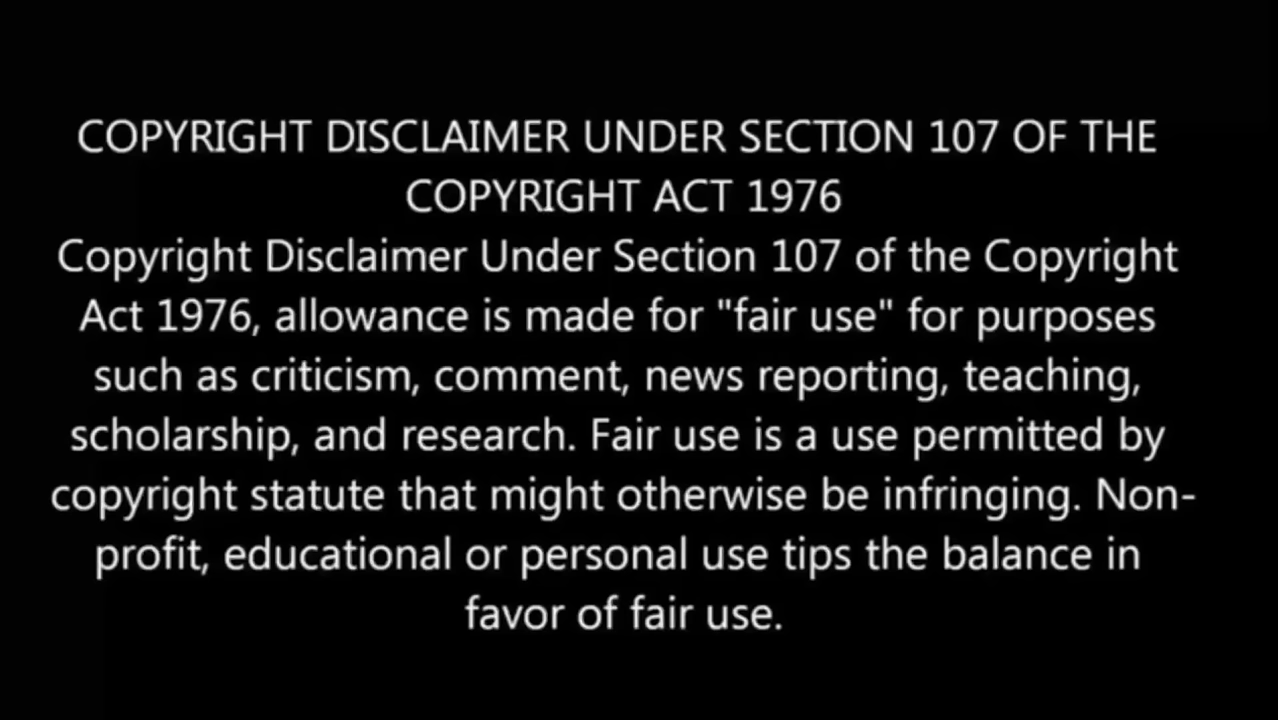 COPYRIGHT DISCLAIMER UNDER SECTION 107 OF THE
COPYRIGHT ACT 1976
Copyright Disclaimer Under Section 107 of the Copyright
Act 1976, allowance is made for "fair use" for purposes
such as criticism, comment, news reporting, teaching,
scholarship, and research. Fair use is a use permitted by
copyright statute that might otherwise be infringing. Non-
profit, educational or personal use tips the balance in
favor of fair use.